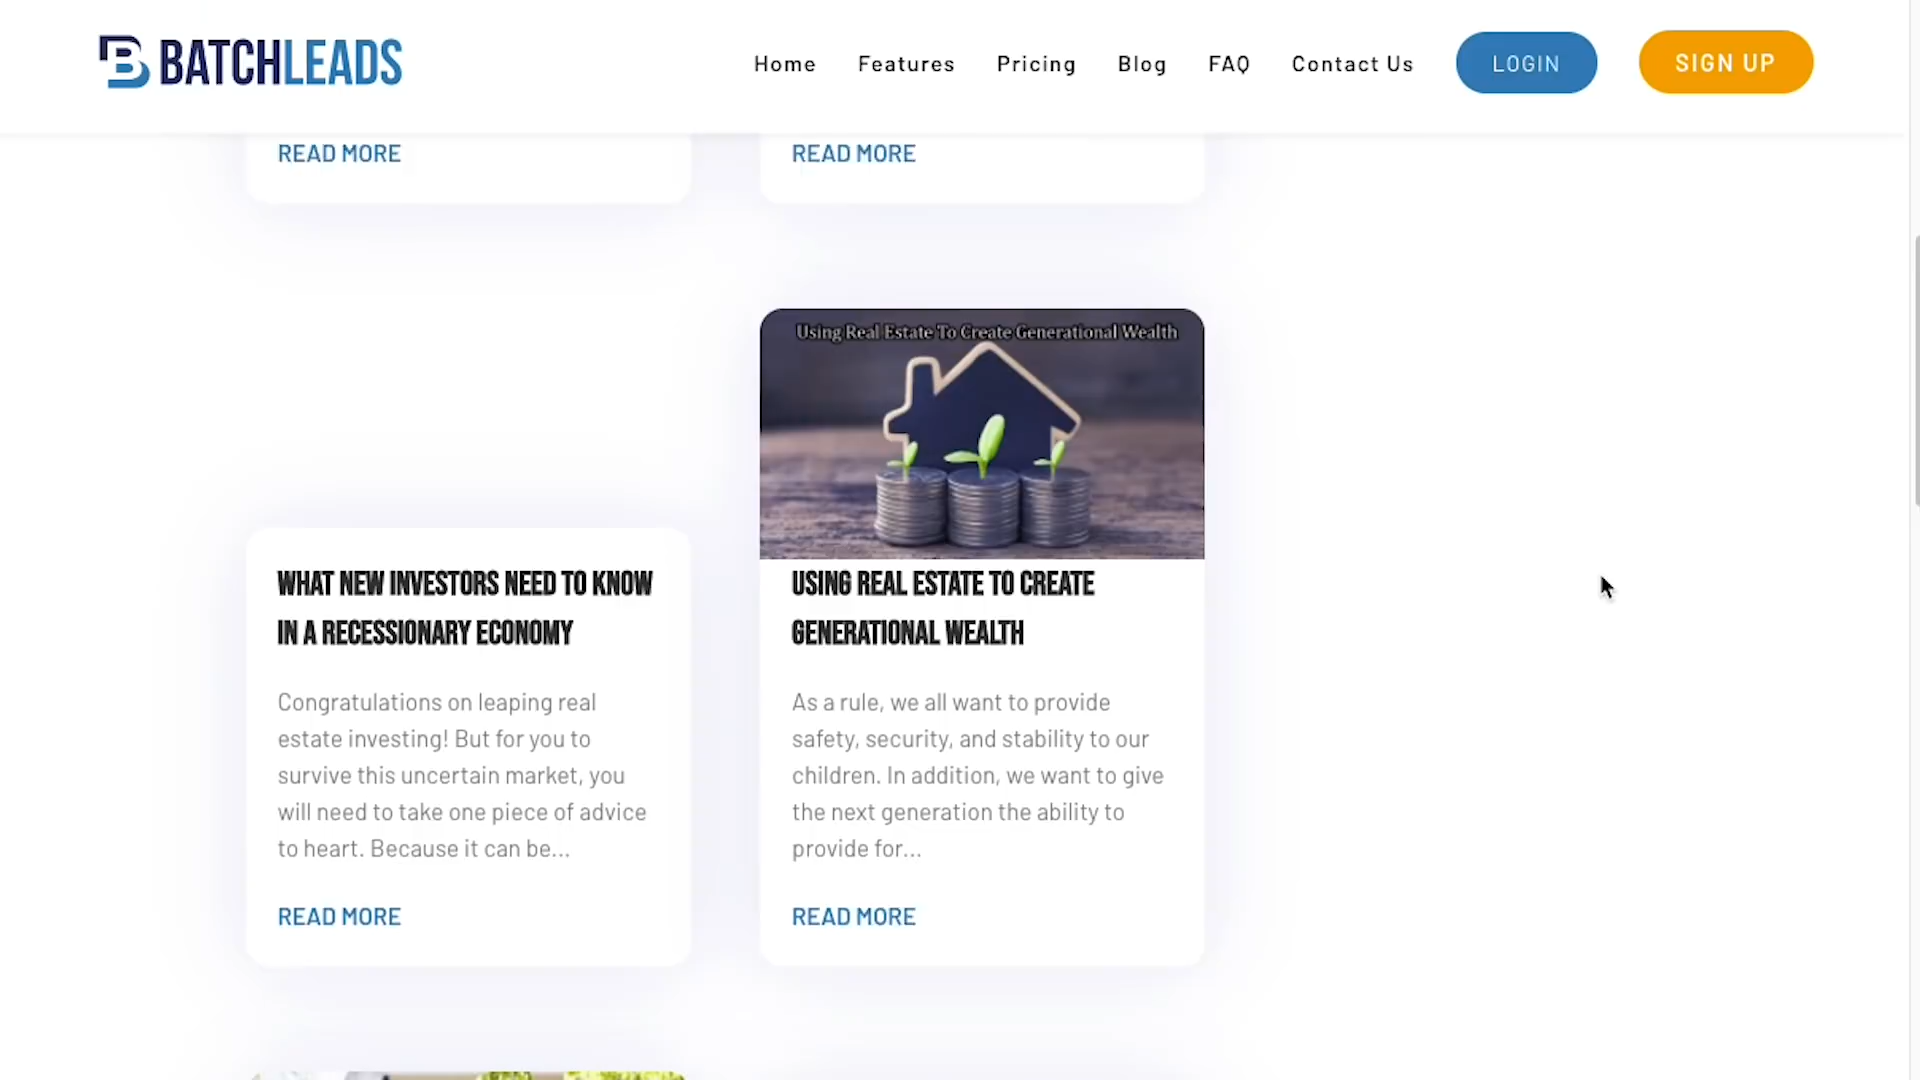 BATCHLEADS
Home Features Pricing Blog FAQ Contact Us LOGIN SIGN UP
READ MORE
READ MORE
WHAT NEW INVESTORS NEED TO KNOW
IN A RECESSIONARY ECONOMY
Congratulations on leaping real
estate investing! But for you to
survive this uncertain market, you
will need to take one piece of advice
to heart. Because it can be...
READ MORE
Using Real Estate To Create Generational Wealth
USING REAL ESTATE TO CREATE
GENERATIONAL WEALTH
As a rule, we all want to provide
safety, security, and stability to our
children. In addition, we want to give
the next generation the ability to
provide for...
READ MORE